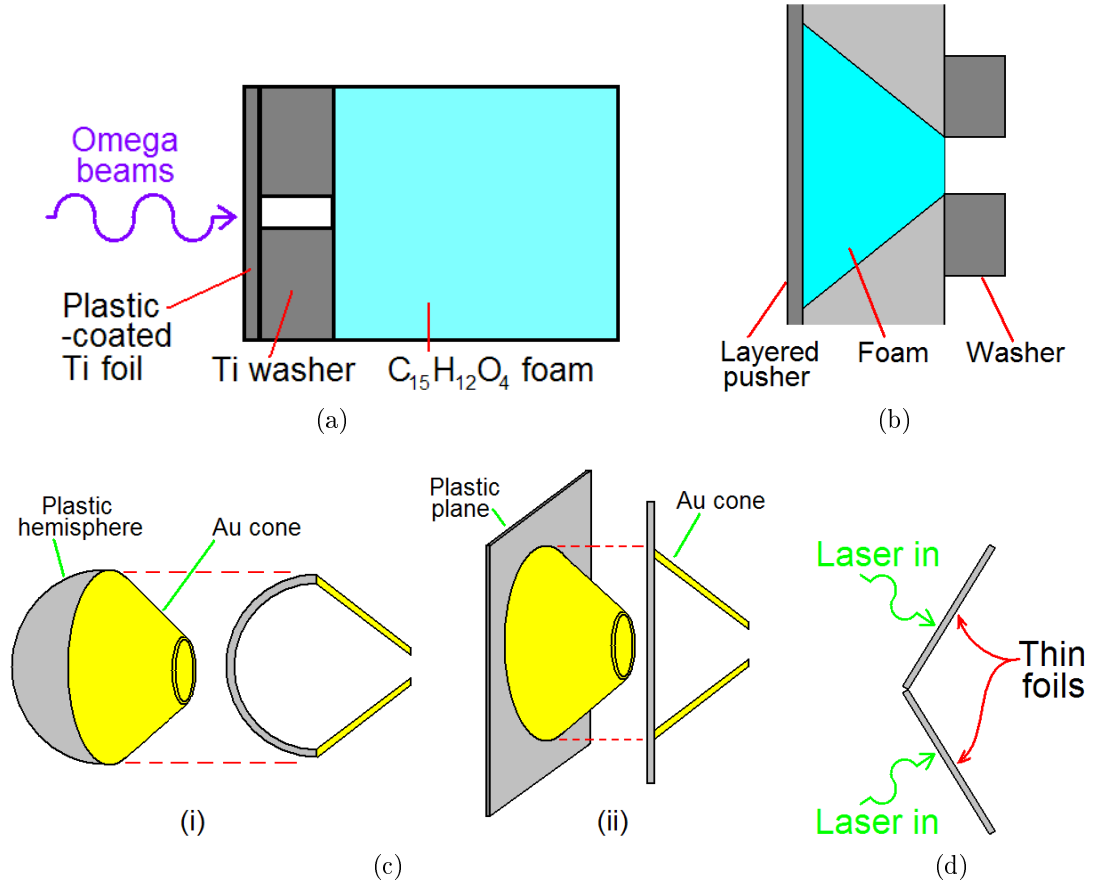 Omega
beams
Plastic
-coated
Ti foil
Ti washer
C₁₅H₁₂O₄ foam
(a)
Layered
pusher
Foam
Washer
(b)
Plastic
hemisphere
Au cone
(i)
Plastic
plane
Au cone
(ii)
(c)
Laser in
Thin
foils
Laser in
(d)